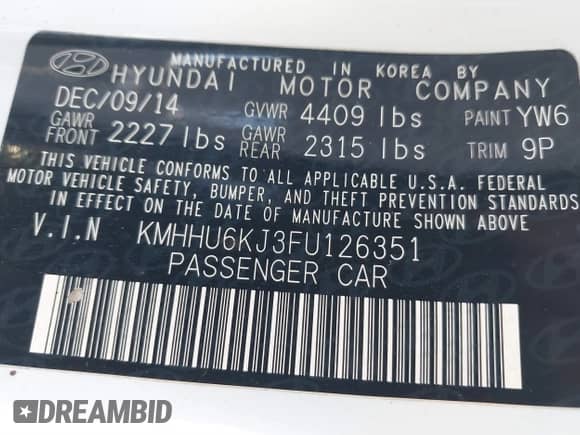 MANUFACTURED IN KOREA BY
HYUNDAI MOTOR COMPANY
DEC/09/14 GVWR 4409 lbs PAINT YW6
GAWR FRONT 2227 lbs GAWR REAR 2315 lbs TRIM 9P
THIS VEHICLE CONFORMS TO ALL APPLICABLE U.S.A. FEDERAL
MOTOR VEHICLE SAFETY, BUMPER, AND THEFT PREVENTION STANDARDS
IN EFFECT ON THE DATE OF MANUFACTURE SHOWN ABOVE.
V.I.N KMHHU6KJ3FU126351
PASSENGER CAR
DREAMBID